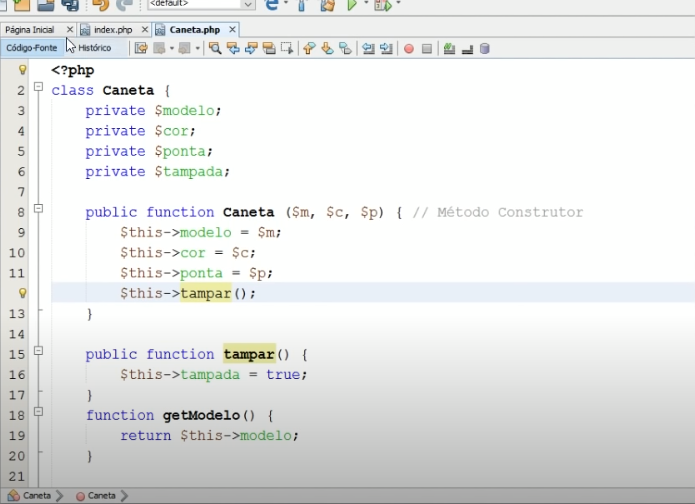 <default>
Página Inicial index.php Caneta.php
Código-Fonte Histórico
<?php
2 class Caneta {
3 private $modelo;
4 private $cor;
5 private $ponta;
6 private $tampada;
7
8 public function Caneta ($m, $c, $p) { // Método Construtor
9 $this->modelo = $m;
10 $this->cor = $c;
11 $this->ponta = $p;
$this->tampar();
13 }
14
15 public function tampar() {
16 $this->tampada = true;
17 }
18 function getModelo() {
19 return $this->modelo;
20 }
21
Caneta Caneta